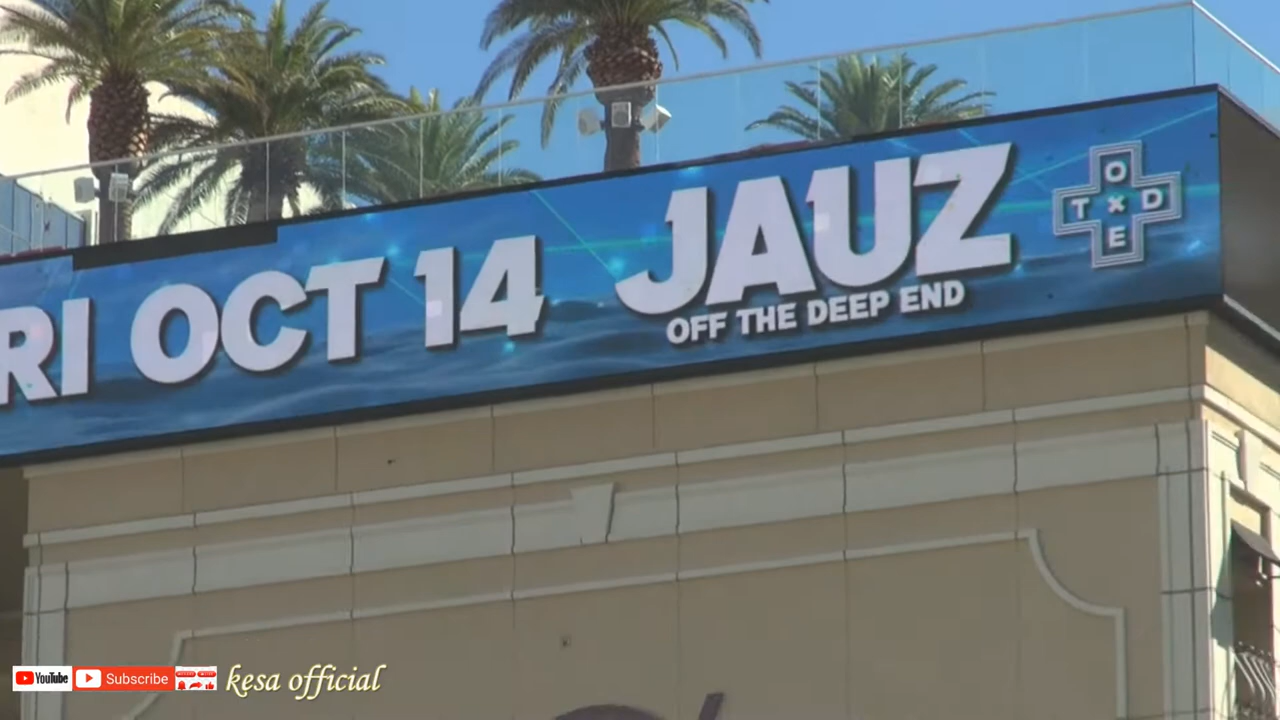 RI OCT 14
JAUZ
OFF THE DEEP END
O
T X D
E
YouTube
Subscribe
kesa official